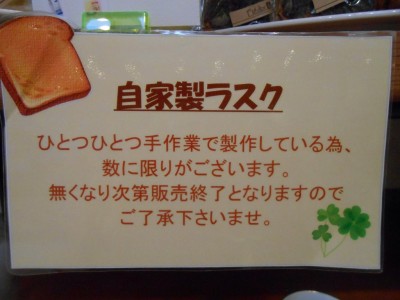 自家製ラスク
ひとつひとつ手作業で製作している為、
数に限りがございます。
無くなり次第販売終了となりますので
ご了承下さいませ。